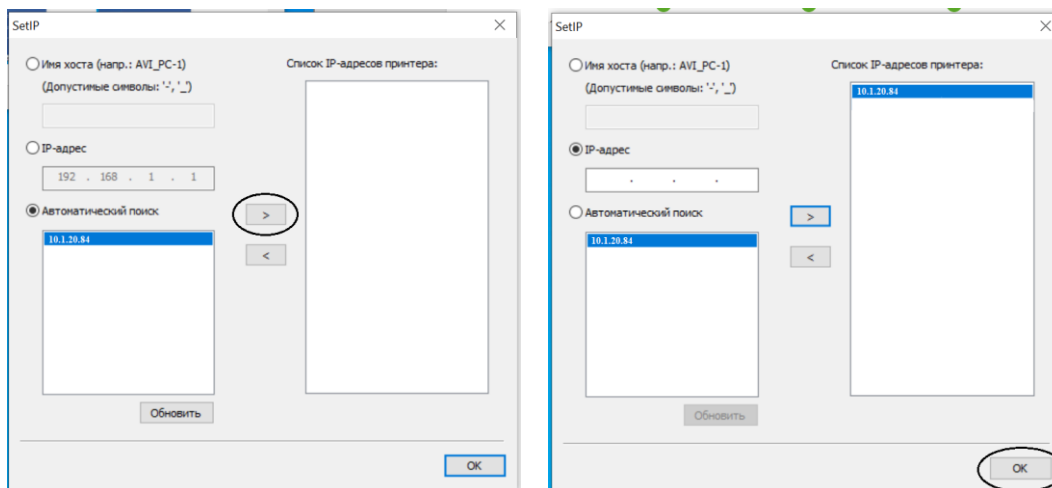 SetIP
Имя хоста (напр.: AVI_PC-1)
(Допустимые символы: '-', '_')
IP-адрес
192 . 168 . 1 . 1
Автоматический поиск
10.1.20.84
Обновить
>
<
Список IP-адресов принтера:
OK
SetIP
Имя хоста (напр.: AVI_PC-1)
(Допустимые символы: '-', '_')
IP-адрес
. . .
Автоматический поиск
10.1.20.84
Обновить
>
<
Список IP-адресов принтера:
10.1.20.84
OK